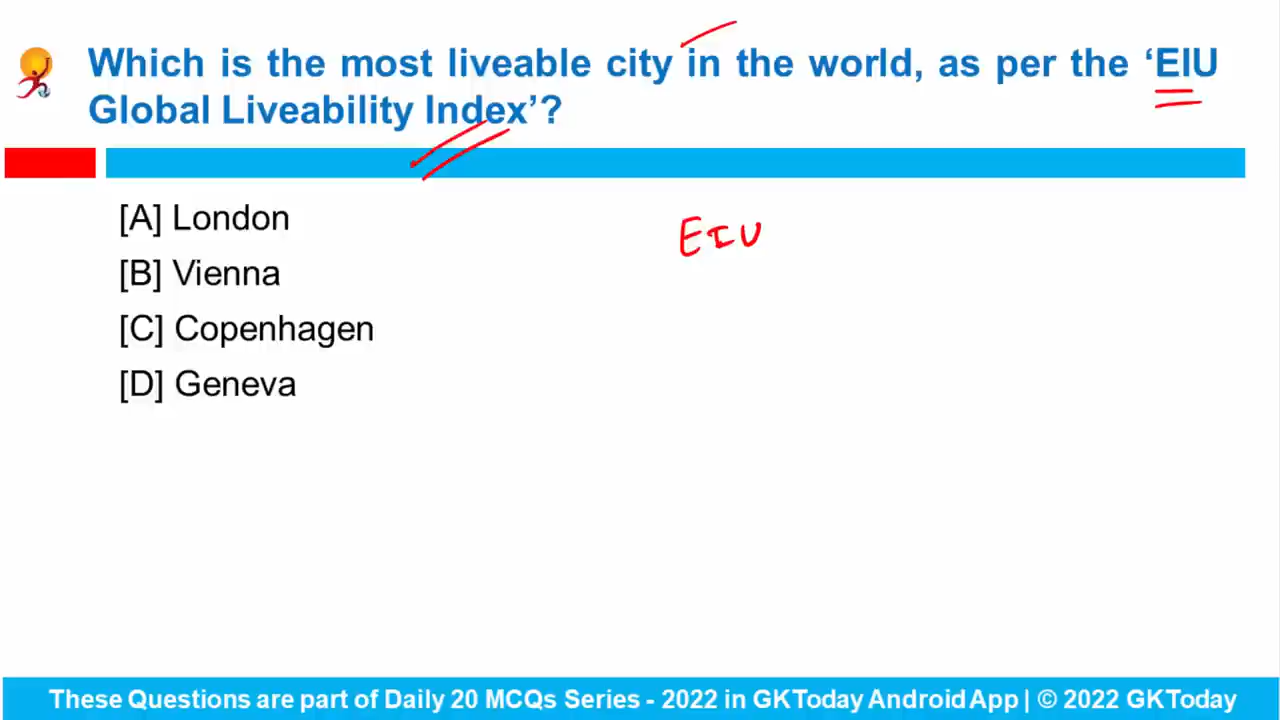 Which is the most liveable city in the world, as per the ‘EIU
Global Liveability Index’?
[A] London
EIU
[B] Vienna
[C] Copenhagen
[D] Geneva
These Questions are part of Daily 20 MCQs Series - 2022 in GKToday Android App | © 2022 GKToday